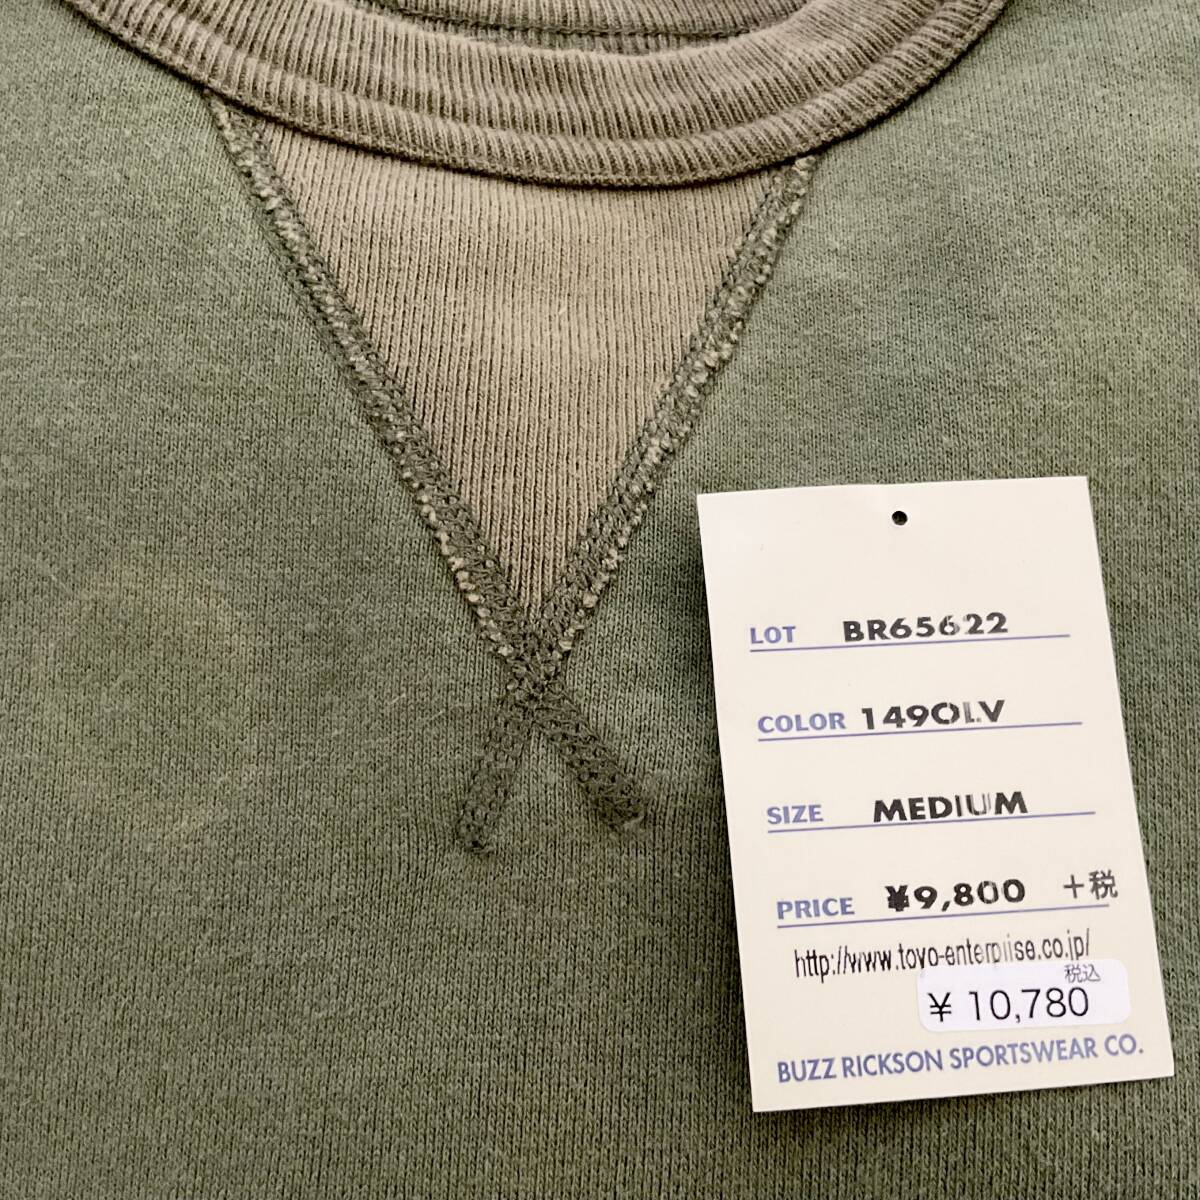 LOT BR65622
COLOR 149OLV
SIZE MEDIUM
PRICE ¥9,800 +税
http://www.toyo-enterprise.co.jp/
税込
¥ 10,780
BUZZ RICKSON SPORTSWEAR CO.